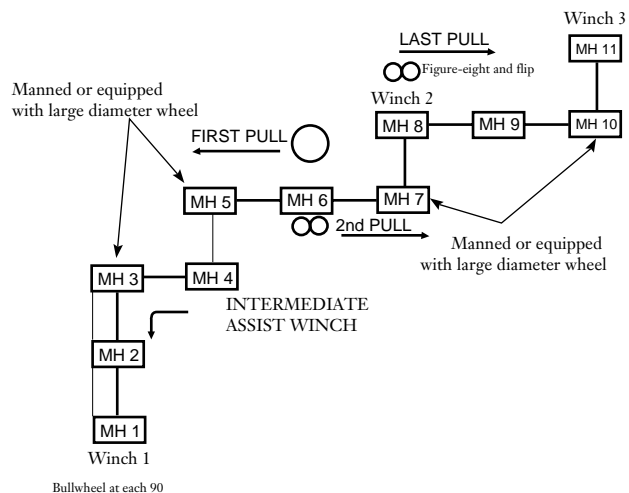 Winch 3
LAST PULL
MH 11
Figure-eight and flip
Manned or equipped
with large diameter wheel
Winch 2
FIRST PULL
MH 8
MH 9
MH 10
MH 5
MH 6
MH 7
2nd PULL
Manned or equipped
with large diameter wheel
MH 3
MH 4
INTERMEDIATE
ASSIST WINCH
MH 2
MH 1
Winch 1
Bullwheel at each 90